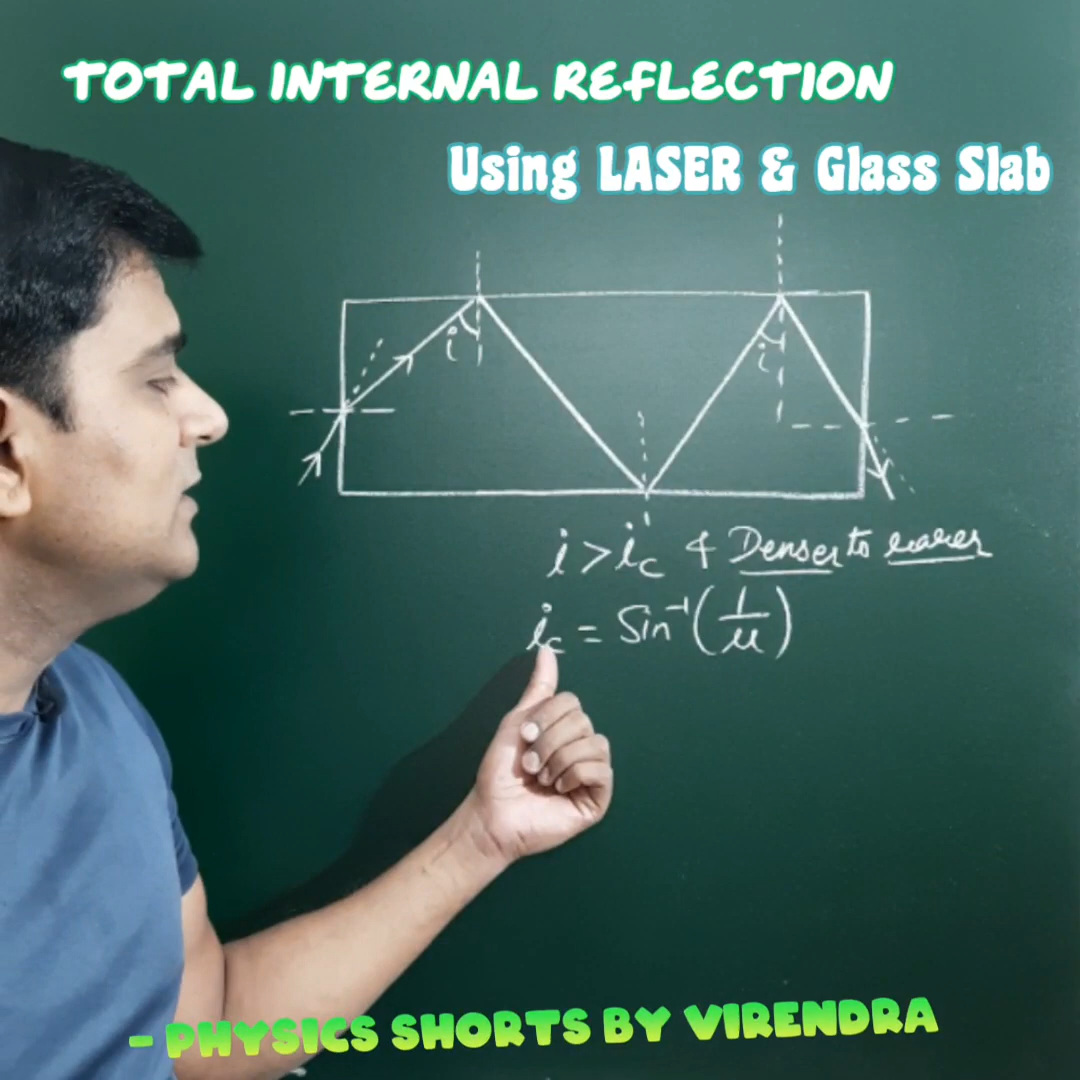 TOTAL INTERNAL REFLECTION
Using LASER & Glass Slab
i
i
i > ic & Denser to rarer
ic = Sin⁻¹(1/μ)
- PHYSICS SHORTS BY VIRENDRA